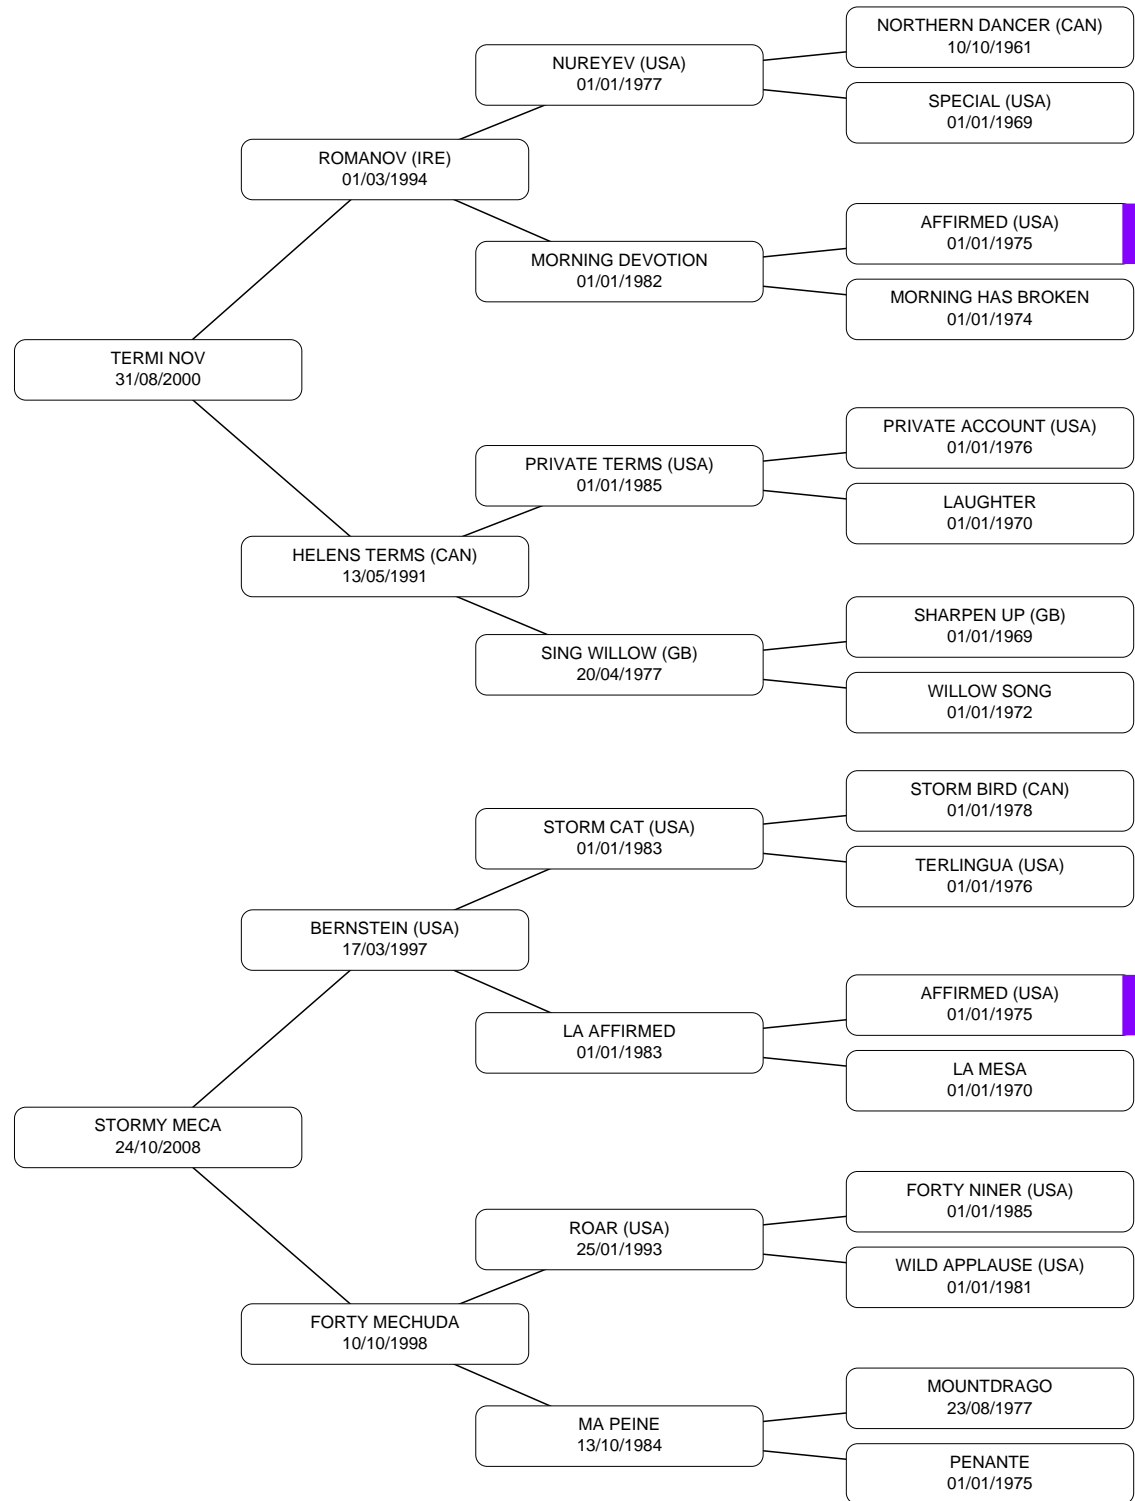 NORTHERN DANCER (CAN)
10/10/1961
NUREYEV (USA)
01/01/1977
SPECIAL (USA)
01/01/1969
ROMANOV (IRE)
01/03/1994
AFFIRMED (USA)
01/01/1975
MORNING DEVOTION
01/01/1982
MORNING HAS BROKEN
01/01/1974
TERMI NOV
31/08/2000
PRIVATE ACCOUNT (USA)
01/01/1976
PRIVATE TERMS (USA)
01/01/1985
LAUGHTER
01/01/1970
HELENS TERMS (CAN)
13/05/1991
SHARPEN UP (GB)
01/01/1969
SING WILLOW (GB)
20/04/1977
WILLOW SONG
01/01/1972
STORM BIRD (CAN)
01/01/1978
STORM CAT (USA)
01/01/1983
TERLINGUA (USA)
01/01/1976
BERNSTEIN (USA)
17/03/1997
AFFIRMED (USA)
01/01/1975
LA AFFIRMED
01/01/1983
LA MESA
01/01/1970
STORMY MECA
24/10/2008
FORTY NINER (USA)
01/01/1985
ROAR (USA)
25/01/1993
WILD APPLAUSE (USA)
01/01/1981
FORTY MECHUDA
10/10/1998
MOUNTDRAGO
23/08/1977
MA PEINE
13/10/1984
PENANTE
01/01/1975